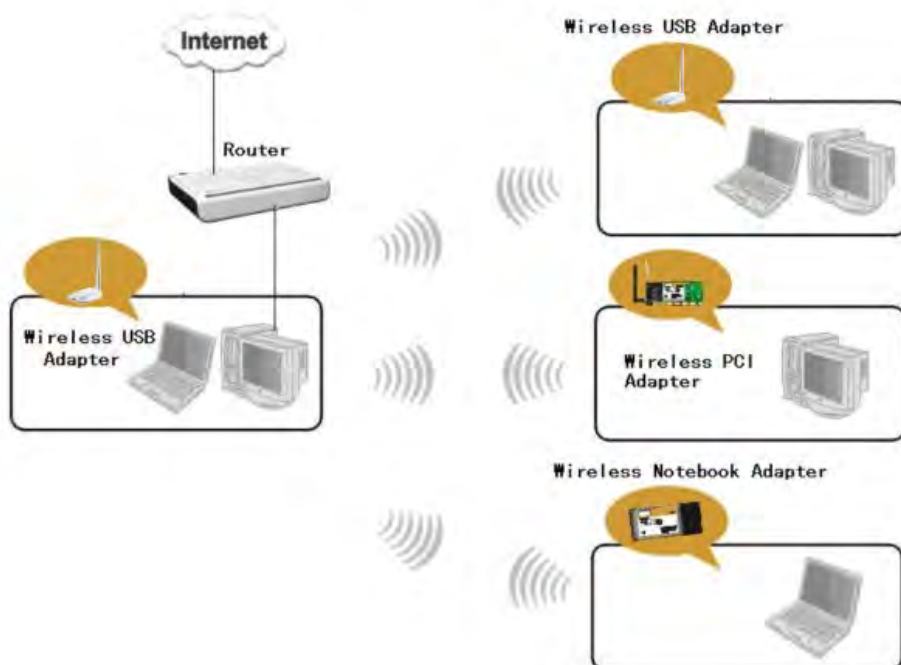 Internet
Router
Wireless USB
Adapter
Wireless USB Adapter
Wireless PCI
Adapter
Wireless Notebook Adapter